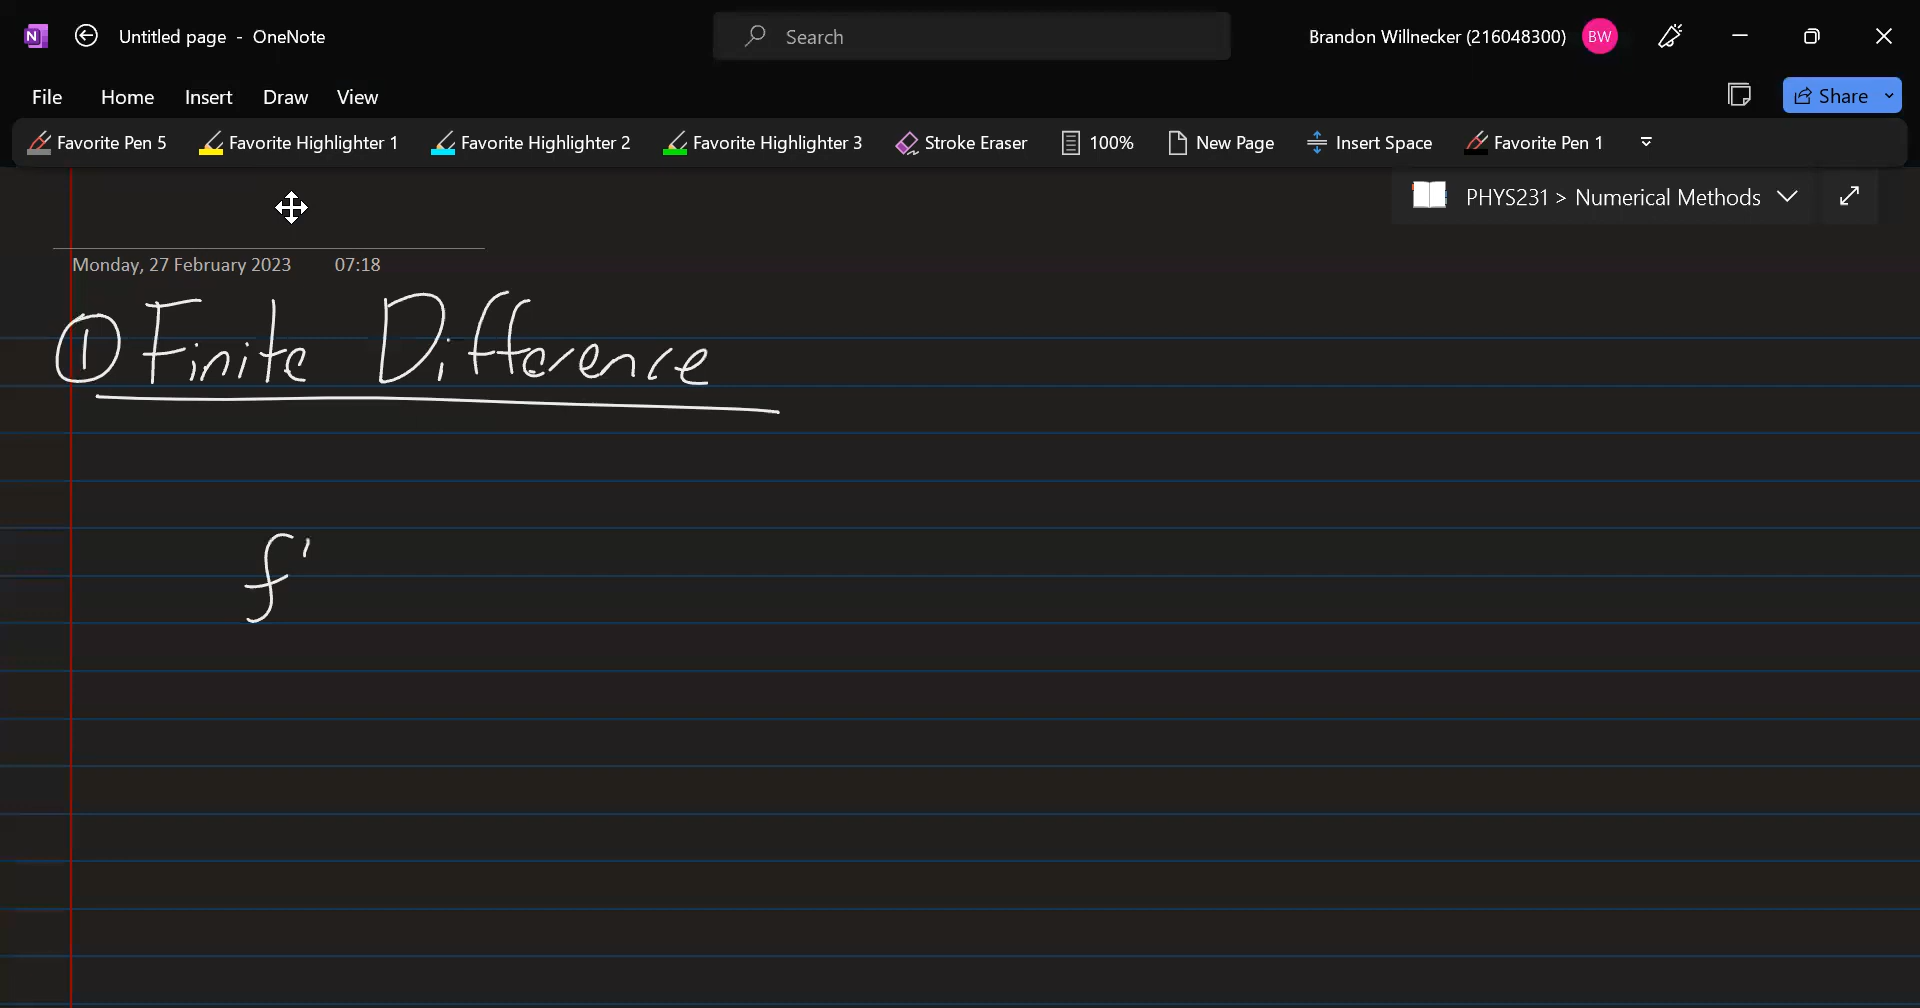 Untitled page - OneNote
Search
Brandon Willnecker (216048300) BW
File Home Insert Draw View
Share
Favorite Pen 5 Favorite Highlighter 1 Favorite Highlighter 2 Favorite Highlighter 3 Stroke Eraser 100% New Page Insert Space Favorite Pen 1
PHYS231 > Numerical Methods
Monday, 27 February 2023 07:18
① Finite Difference
f'